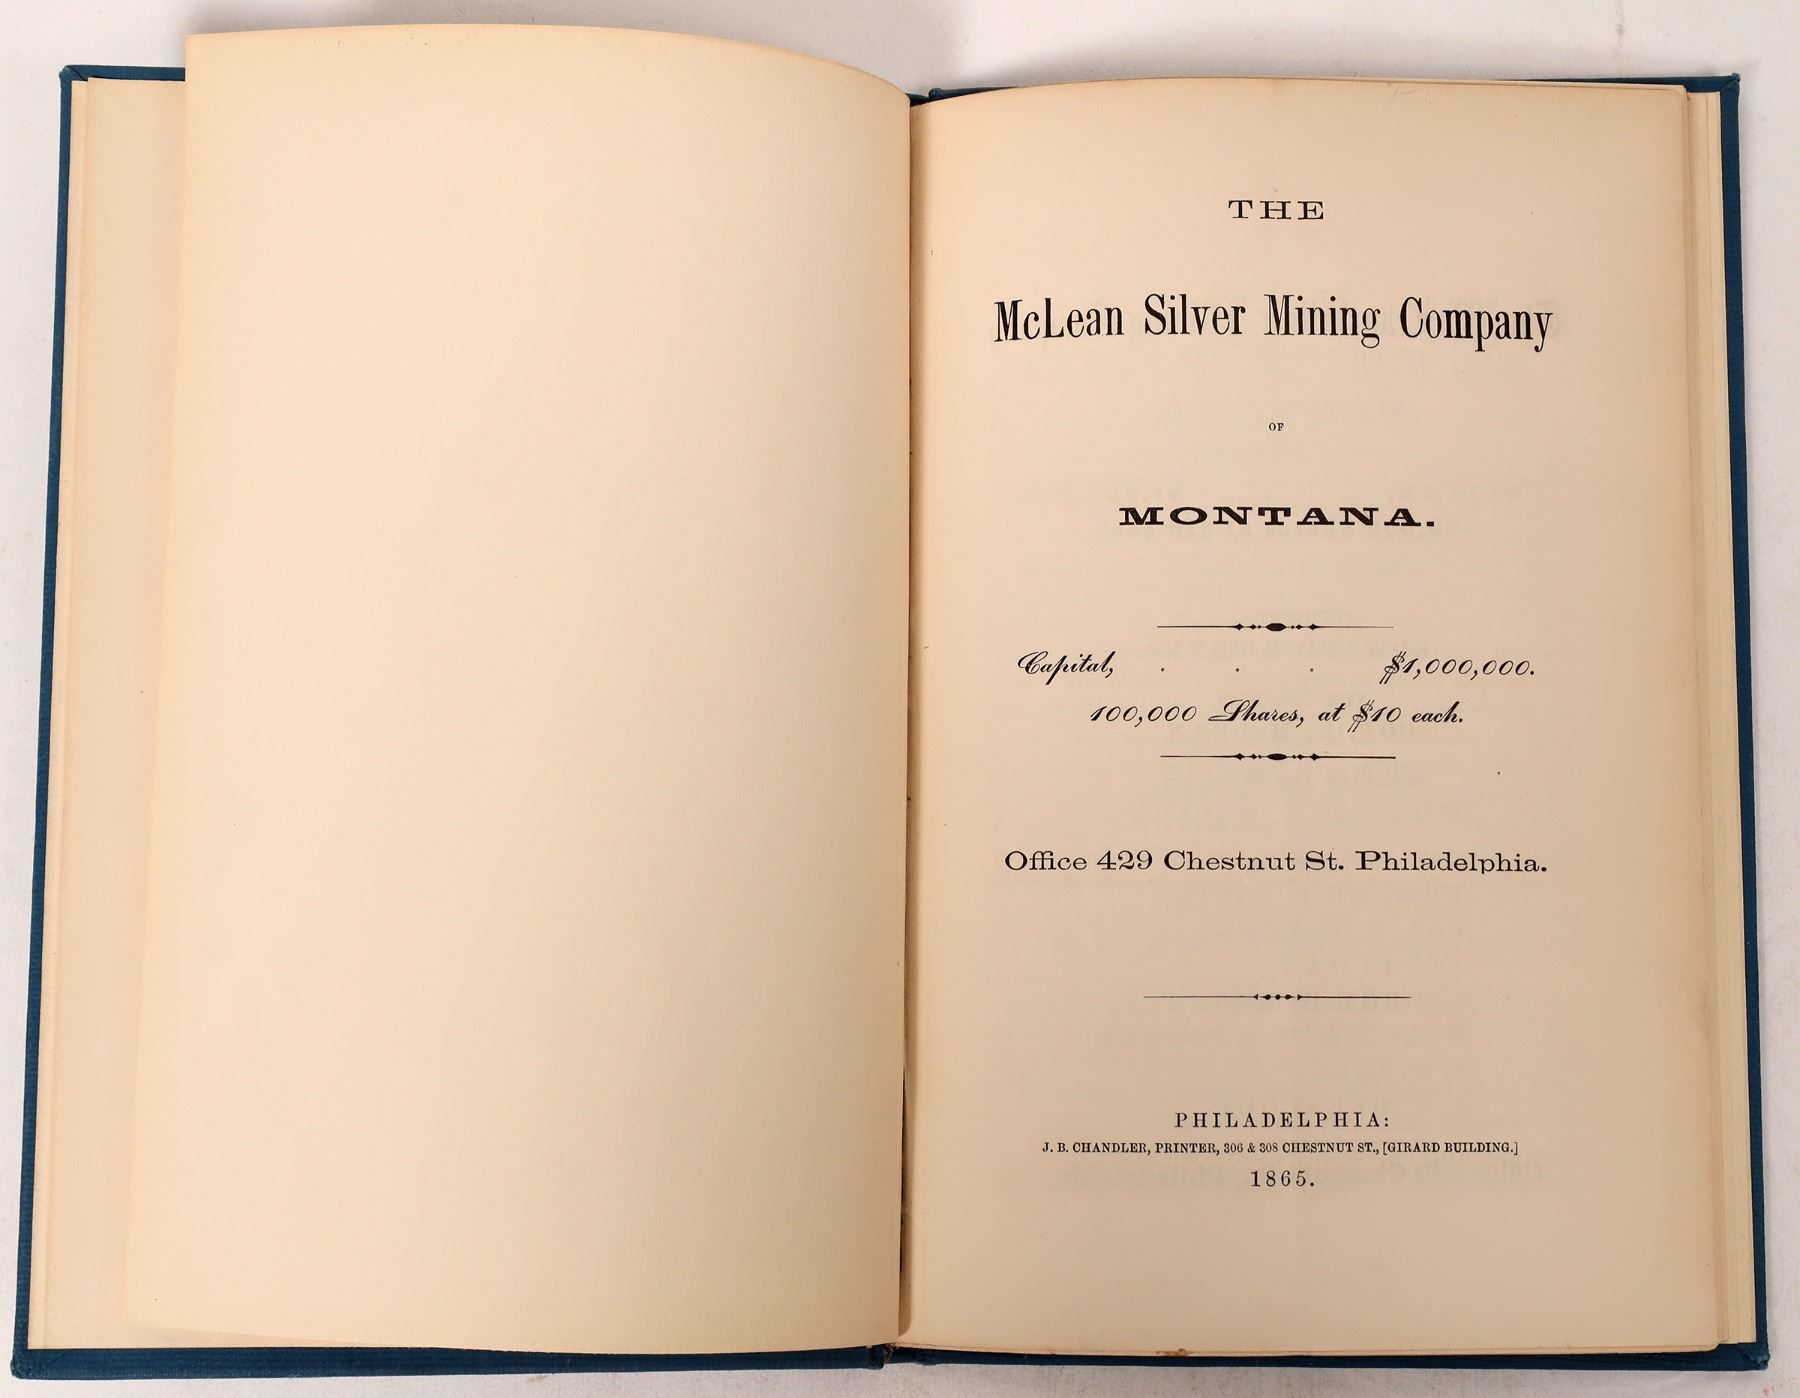 THE
McLean Silver Mining Company
OF
MONTANA.
Capital, . . . $1,000,000.
100,000 Shares, at $10 each.
Office 429 Chestnut St. Philadelphia.
PHILADELPHIA:
J. B. CHANDLER, PRINTER, 306 & 308 CHESTNUT ST., [GIRARD BUILDING.]
1865.